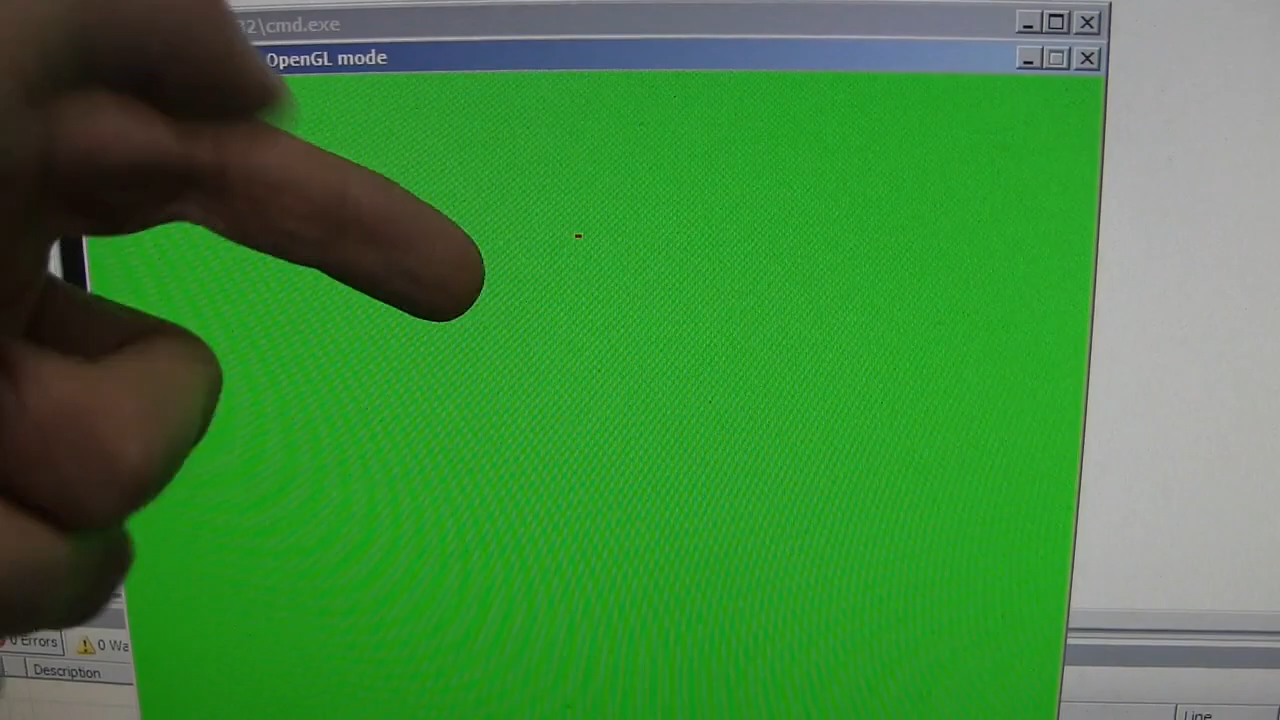 32\cmd.exe
OpenGL mode
0 Errors
0 Wa
Description
Line